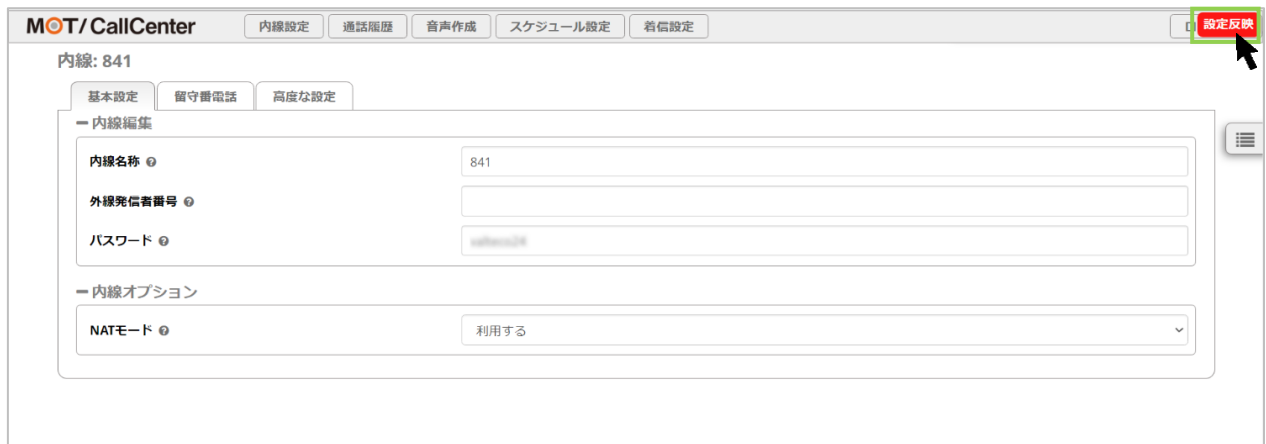 MOT/CallCenter 内線設定 通話履歴 音声作成 スケジュール設定 着信設定 設定反映
内線: 841
基本設定 留守番電話 高度な設定
内線編集
内線名称 841
外線発信者番号
パスワード
内線オプション
NATモード 利用する